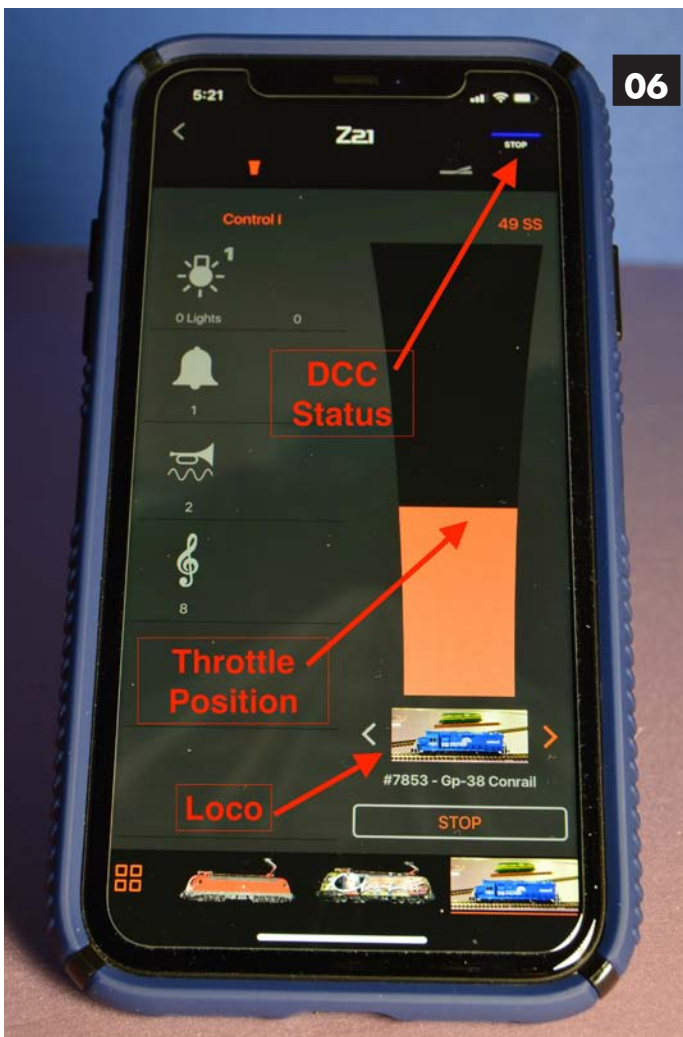 06
5:21
Z21
STOP
Control I
49 SS
1
0 Lights
0
DCC
Status
1
2
8
Throttle
Position
#7853 - Gp-38 Conrail
Loco
STOP